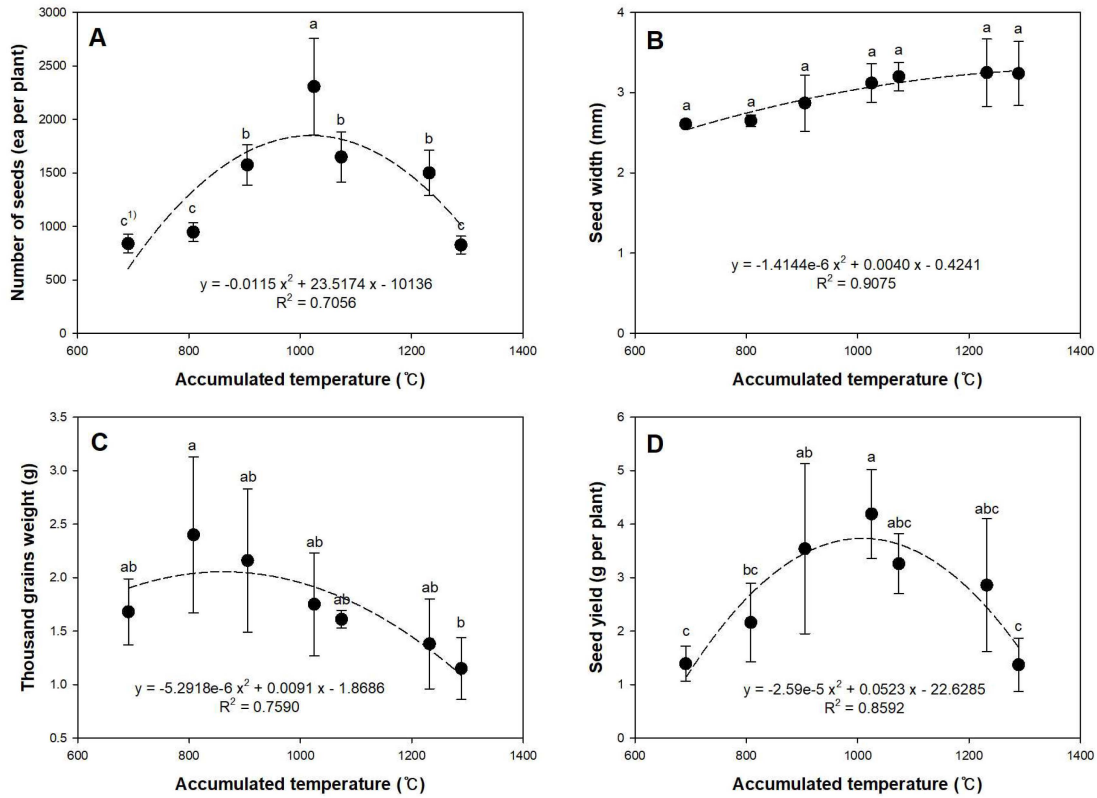 A
Number of seeds (ea per plant)
3000
2500
2000
1500
1000
500
0
c1)
c
b
a
b
b
c
y = -0.0115 x2 + 23.5174 x - 10136
R2 = 0.7056
600 800 1000 1200 1400
Accumulated temperature (℃)
B
Seed width (mm)
4
3
2
1
0
a
a
a
a
a
a
a
y = -1.4144e-6 x2 + 0.0040 x - 0.4241
R2 = 0.9075
600 800 1000 1200 1400
Accumulated temperature (℃)
C
Thousand grains weight (g)
3.5
3.0
2.5
2.0
1.5
1.0
0.5
ab
a
ab
ab
ab
ab
b
y = -5.2918e-6 x2 + 0.0091 x - 1.8686
R2 = 0.7590
600 800 1000 1200 1400
Accumulated temperature (℃)
D
Seed yield (g per plant)
6
5
4
3
2
1
0
c
bc
ab
a
abc
abc
c
y = -2.59e-5 x2 + 0.0523 x - 22.6285
R2 = 0.8592
600 800 1000 1200 1400
Accumulated temperature (℃)